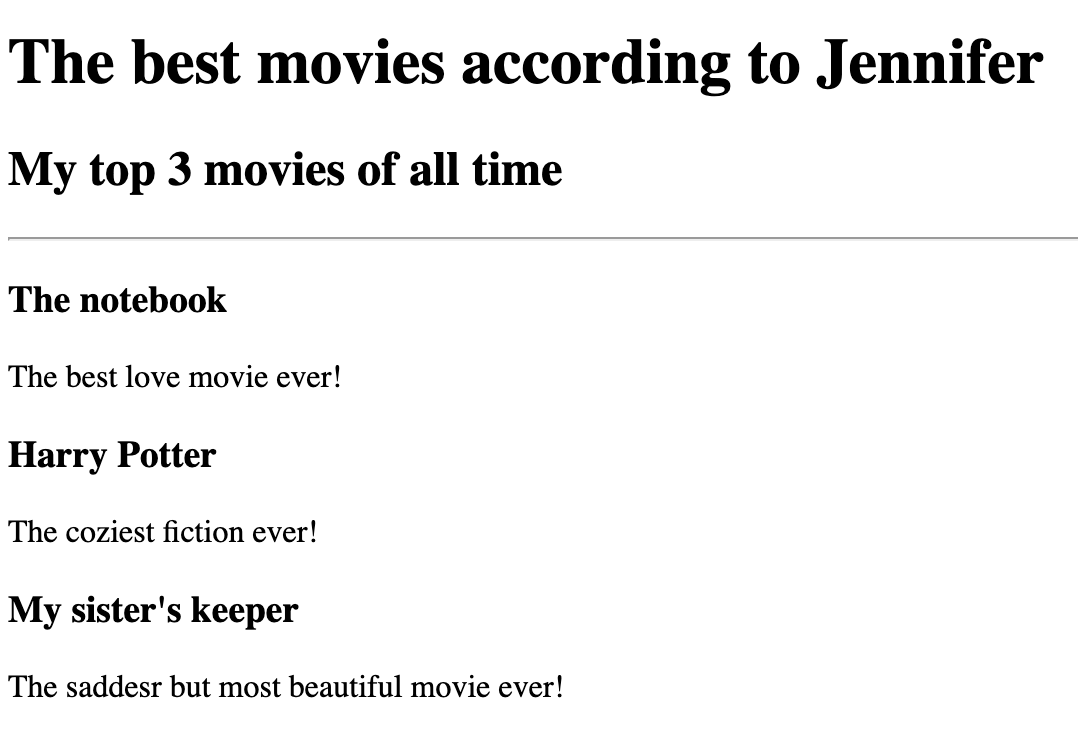 The best movies according to Jennifer
My top 3 movies of all time
The notebook
The best love movie ever!
Harry Potter
The coziest fiction ever!
My sister's keeper
The saddesr but most beautiful movie ever!